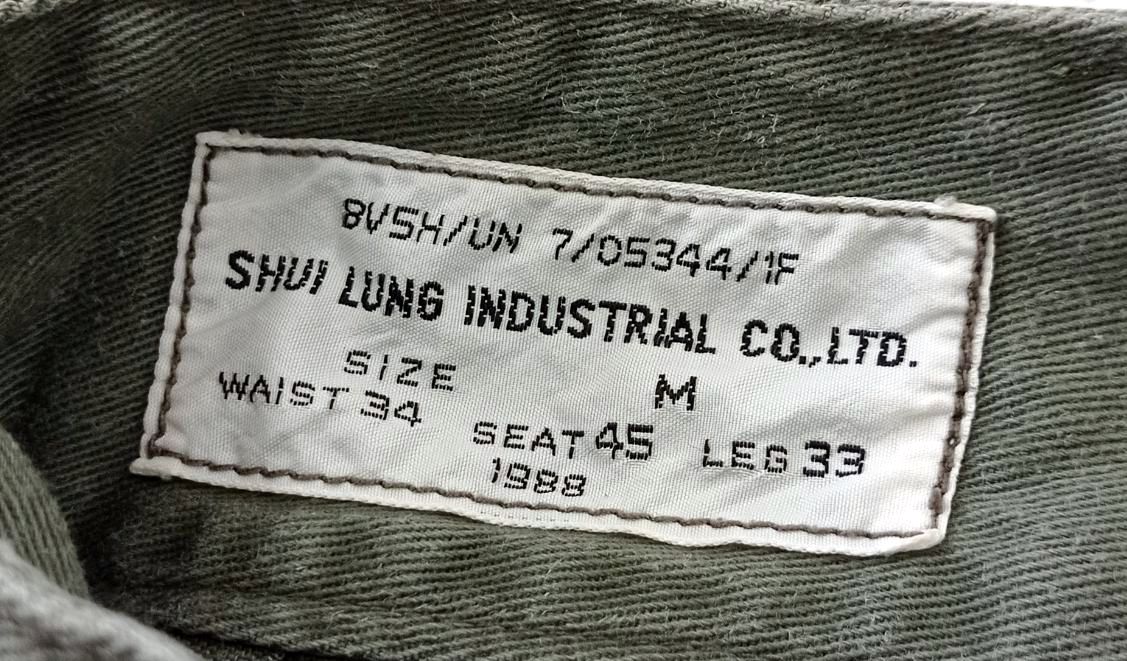 8VSH/UN 7/05344/1F
SHUI LUNG INDUSTRIAL CO.,LTD.
SIZE M
WAIST 34 SEAT 45 LEG 33
1988